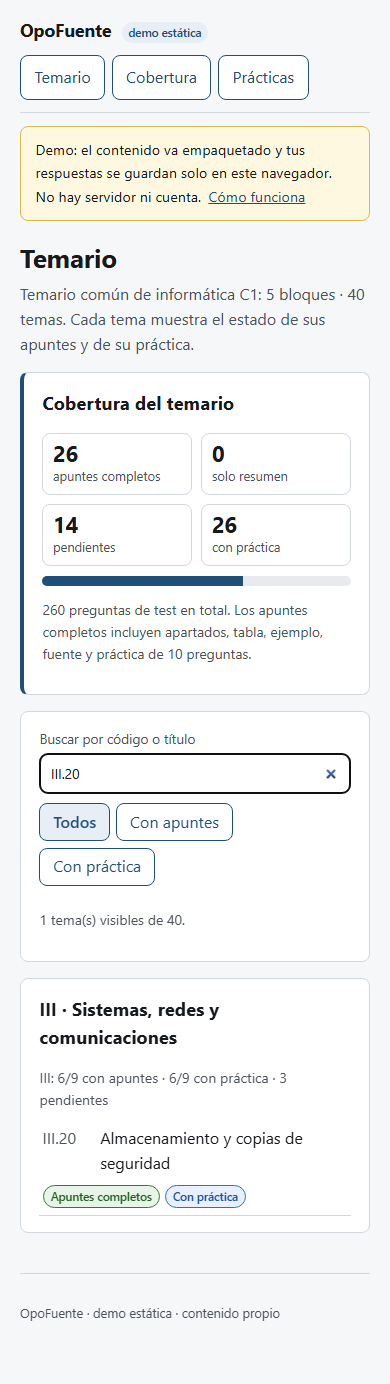 OpoFuente demo estática
Temario Cobertura Prácticas
Demo: el contenido va empaquetado y tus
respuestas se guardan solo en este navegador.
No hay servidor ni cuenta. Cómo funciona
Temario
Temario común de informática C1: 5 bloques · 40
temas. Cada tema muestra el estado de sus
apuntes y de su práctica.
Cobertura del temario
26
apuntes completos
0
solo resumen
14
pendientes
26
con práctica
260 preguntas de test en total. Los apuntes
completos incluyen apartados, tabla, ejemplo,
fuente y práctica de 10 preguntas.
Buscar por código o título
III.20
Todos Con apuntes
Con práctica
1 tema(s) visibles de 40.
III · Sistemas, redes y
comunicaciones
III: 6/9 con apuntes · 6/9 con práctica · 3
pendientes
III.20 Almacenamiento y copias de
seguridad
Apuntes completos Con práctica
OpoFuente · demo estática · contenido propio